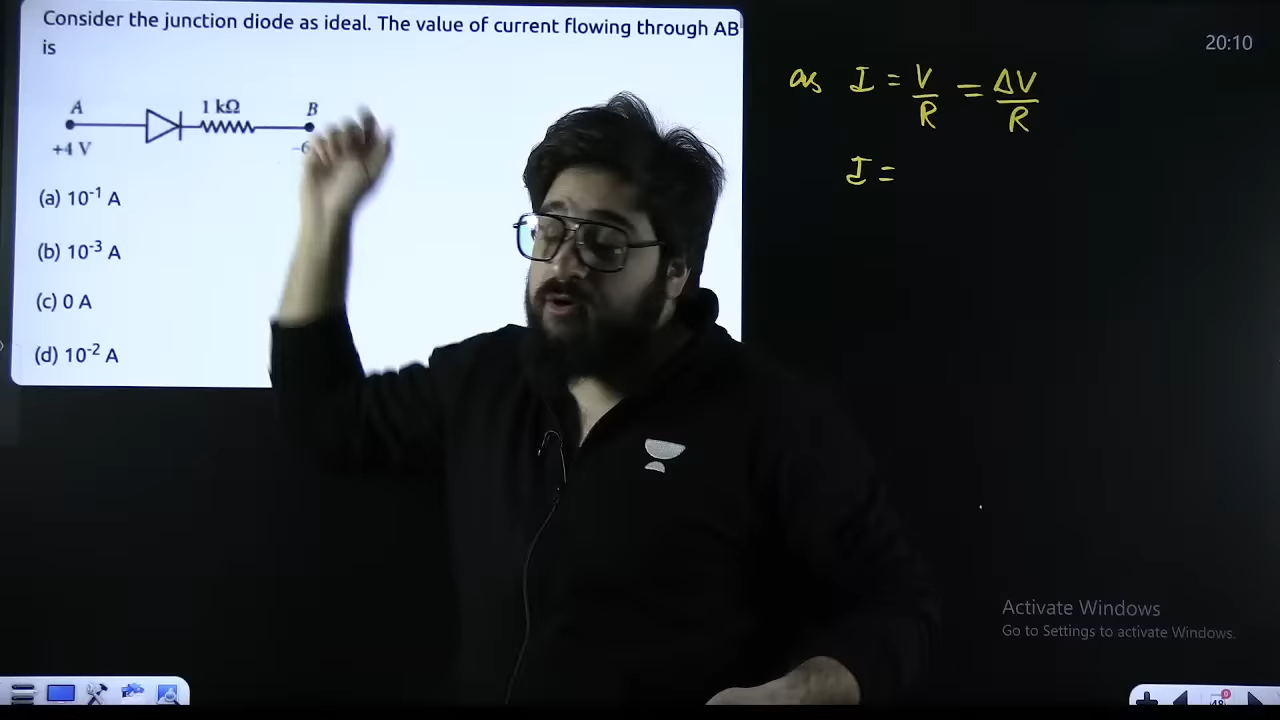 Consider the junction diode as ideal. The value of current flowing through AB
is
A
1 kΩ
B
+4 V
−6
(a) 10⁻¹ A
(b) 10⁻³ A
(c) 0 A
(d) 10⁻² A
20:10
as I = V/R = ΔV/R
I =
Activate Windows
Go to Settings to activate Windows.